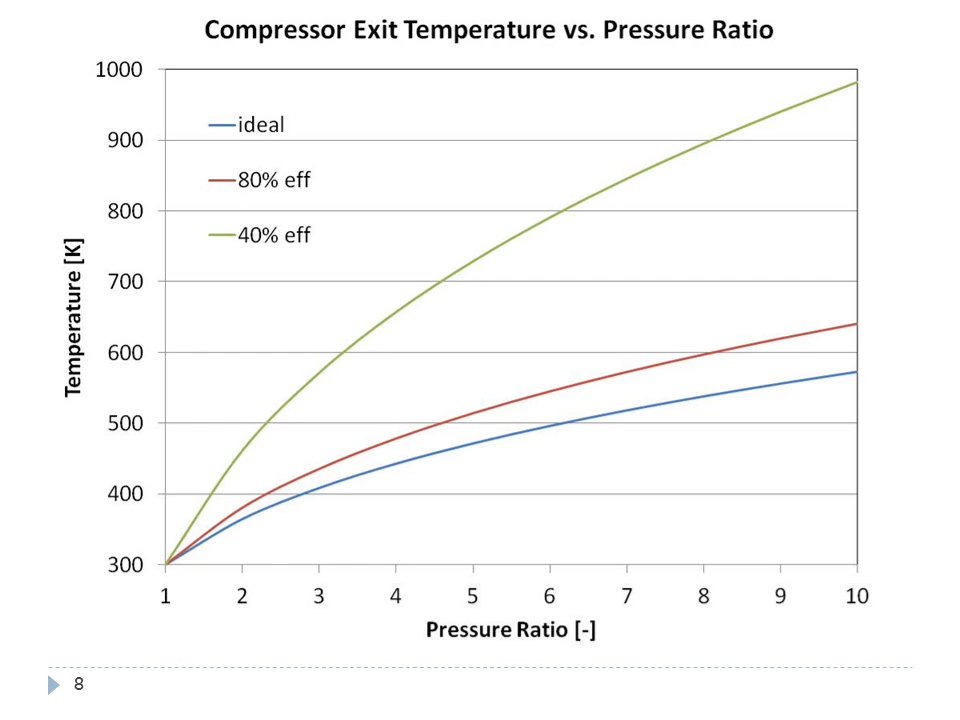 Compressor Exit Temperature vs. Pressure Ratio
1000
900
800
700
600
500
400
300
ideal
80% eff
40% eff
Temperature [K]
1 2 3 4 5 6 7 8 9 10
Pressure Ratio [-]
8